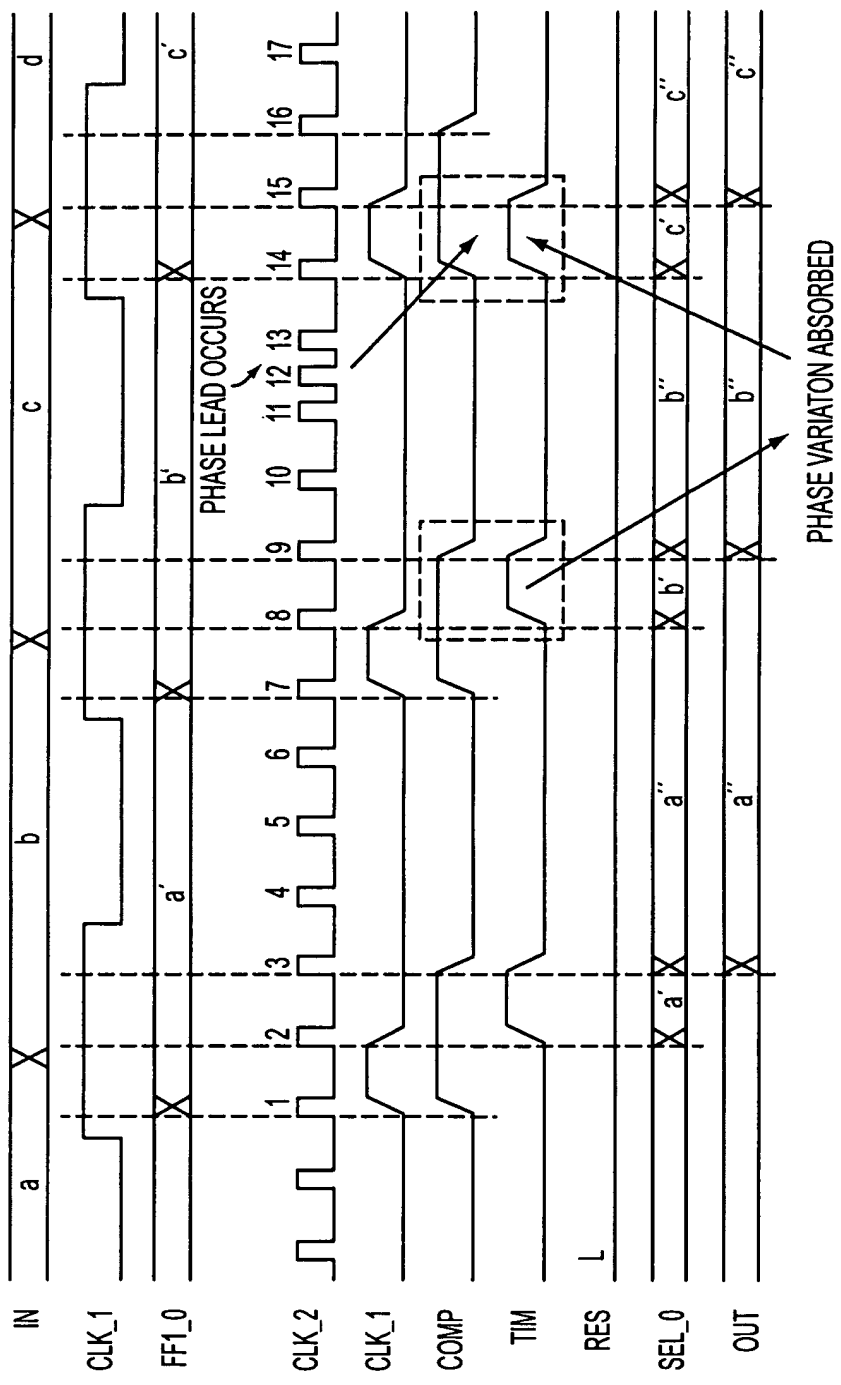 IN a b c d
CLK_1
FF1_0 a′ b′ c′
PHASE LEAD OCCURS
CLK_2 1 2 3 4 5 6 7 8 9 10 11 12 13 14 15 16 17
CLK_1
COMP
TIM
RES L
SEL_0 a′ a″ b′ b″ c′ c″
OUT a″ b″ c″
PHASE VARIATON ABSORBED